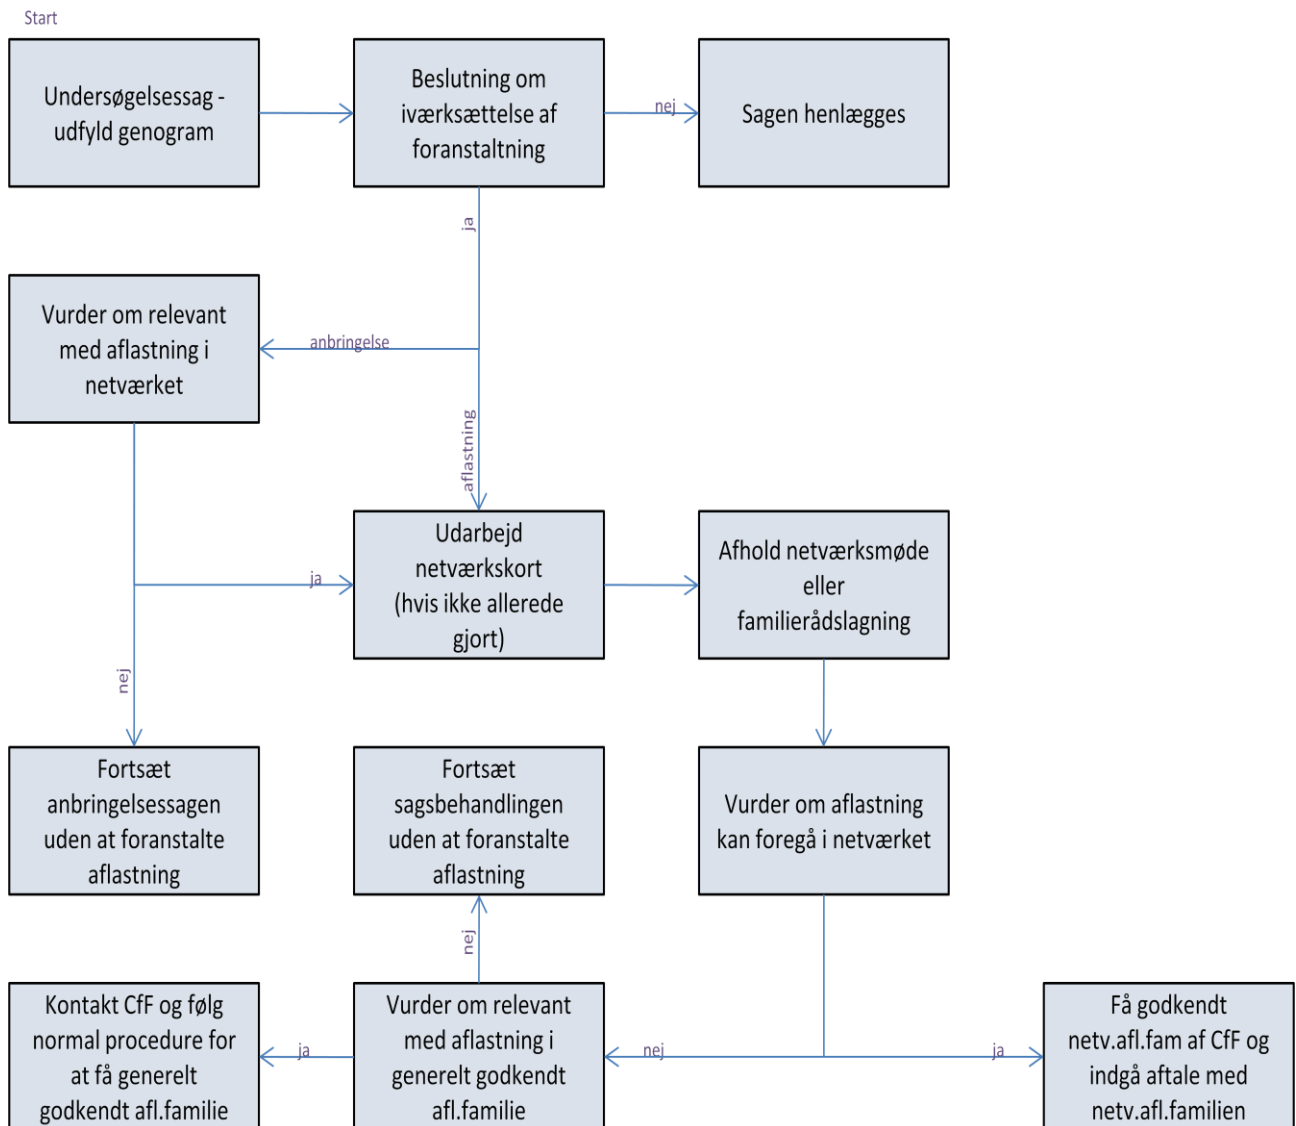 Start
Undersøgelsessag -
udfyld genogram
Beslutning om
iværksættelse af
foranstaltning
nej
Sagen henlægges
ja
Vurder om relevant
med aflastning i
netværket
anbringelse
aflastning
Udarbejd
netværkskort
(hvis ikke allerede
gjort)
ja
Afhold netværksmøde
eller
familierådslagning
nej
Fortsæt
anbringelsessagen
uden at foranstalte
aflastning
Fortsæt
sagsbehandlingen
uden at foranstalte
aflastning
Vurder om aflastning
kan foregå i netværket
nej
Kontakt CfF og følg
normal procedure for
at få generelt
godkendt afl.familie
ja
Vurder om relevant
med aflastning i
generelt godkendt
afl.familie
nej
ja
Få godkendt
netv.afl.fam af CfF og
indgå aftale med
netv.afl.familien